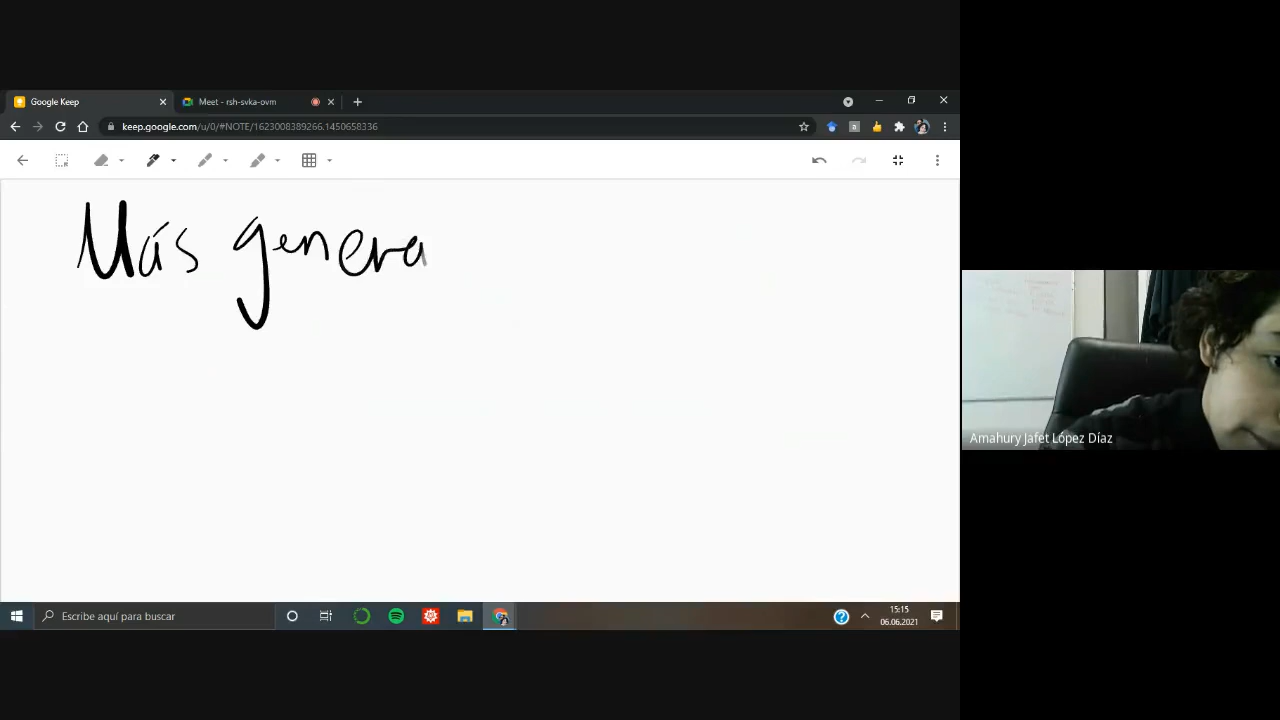 Google Keep
Meet - rsh-svka-ovm
keep.google.com/u/0/#NOTE/1623008389266.1450658336
Más genera
Amahury Jafet López Díaz
Escribe aquí para buscar
15:15
06.06.2021